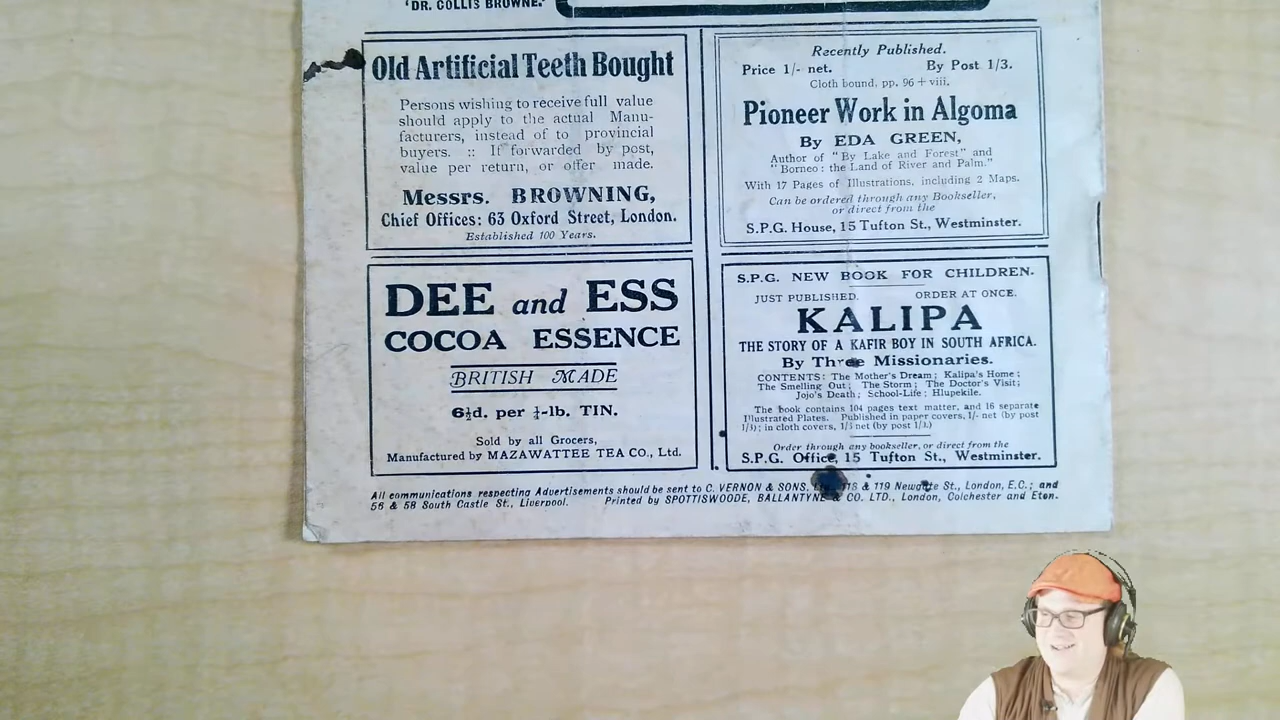 'DR. COLLIS BROWNE.'
Old Artificial Teeth Bought
Persons wishing to receive full value
should apply to the actual Manu-
facturers, instead of to provincial
buyers. :: If forwarded by post,
value per return, or offer made.
Messrs. BROWNING,
Chief Offices: 63 Oxford Street, London.
Established 100 Years.
Recently Published.
Price 1/- net. By Post 1/3.
Cloth bound, pp. 96 + viii.
Pioneer Work in Algoma
By EDA GREEN,
Author of "By Lake and Forest" and
"Borneo: the Land of River and Palm."
With 17 Pages of Illustrations, including 2 Maps.
Can be ordered through any Bookseller,
or direct from the
S.P.G. House, 15 Tufton St., Westminster.
DEE and ESS
COCOA ESSENCE
BRITISH MADE
6½d. per ¼-lb. TIN.
Sold by all Grocers,
Manufactured by MAZAWATTEE TEA CO., Ltd.
S.P.G. NEW BOOK FOR CHILDREN.
JUST PUBLISHED. ORDER AT ONCE.
KALIPA
THE STORY OF A KAFIR BOY IN SOUTH AFRICA.
By Three Missionaries.
CONTENTS: The Mother's Dream; Kalipa's Home;
The Smelling Out; The Storm; The Doctor's Visit;
Jojo's Death; School-Life; Hlupekile.
The book contains 104 pages text matter, and 16 separate
Illustrated Plates. Published in paper covers, 1/- net (by post
in cloth covers, net (by post
Order through any bookseller, or direct from the
S.P.G. Office, 15 Tufton St., Westminster.
All communications respecting Advertisements should be sent to C. VERNON & SONS, & 119 Newgate St., London, E.C.; and
56 & 58 South Castle St., Liverpool. Printed by SPOTTISWOODE, BALLANTYNE & CO. LTD., London, Colchester and Eton.